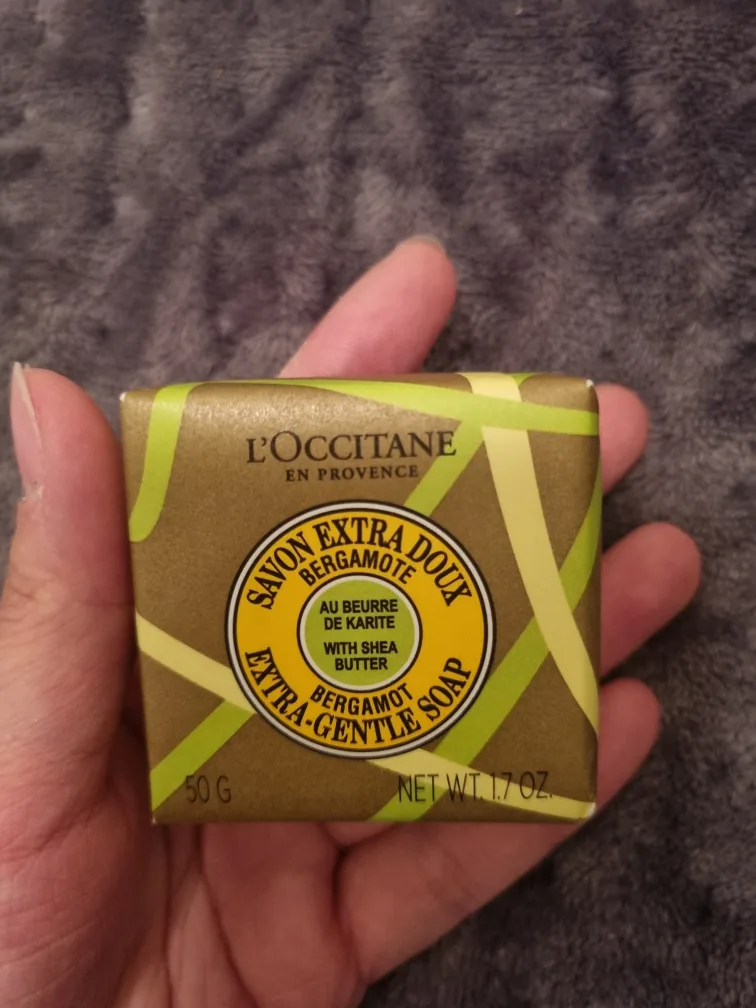 L'OCCITANE
EN PROVENCE
SAVON EXTRA DOUX
BERGAMOTE
AU BEURRE
DE KARITE
WITH SHEA
BUTTER
BERGAMOT
EXTRA-GENTLE SOAP
50 G
NET WT. 1.7 OZ.